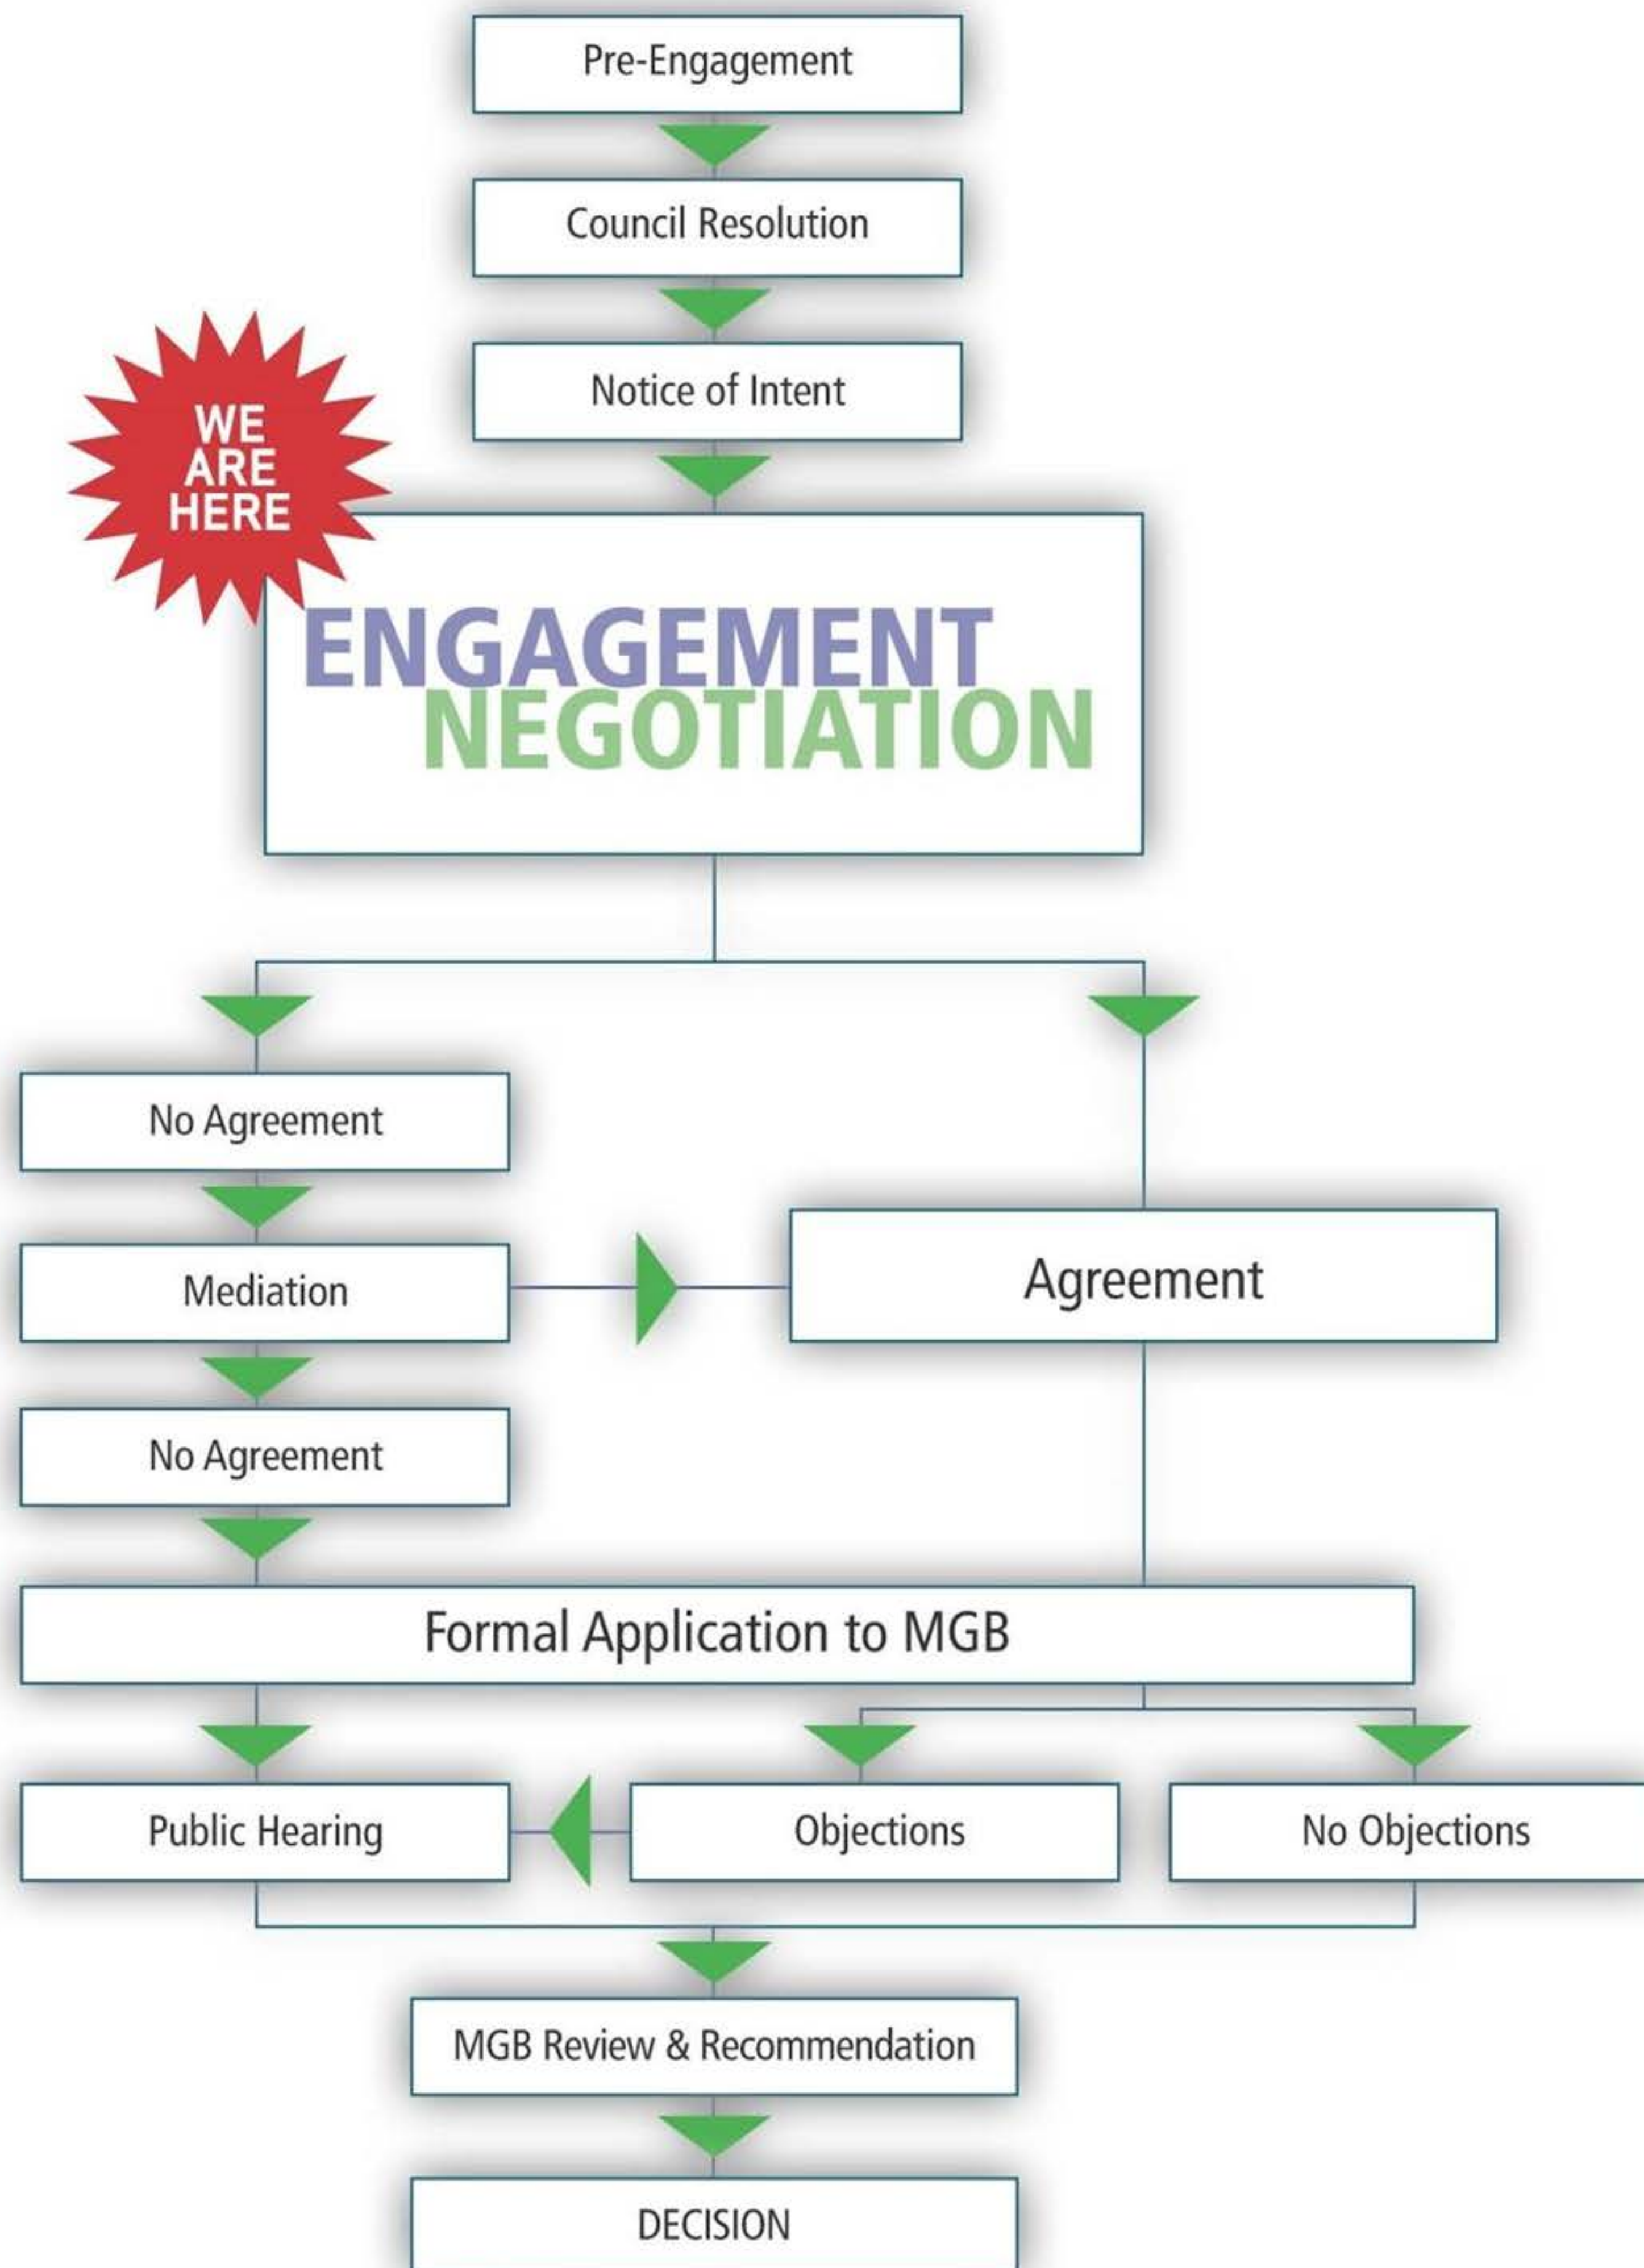 Pre-Engagement
Council Resolution
Notice of Intent
WE
ARE
HERE
ENGAGEMENT
NEGOTIATION
No Agreement
Mediation
Agreement
No Agreement
Formal Application to MGB
Public Hearing
Objections
No Objections
MGB Review & Recommendation
DECISION